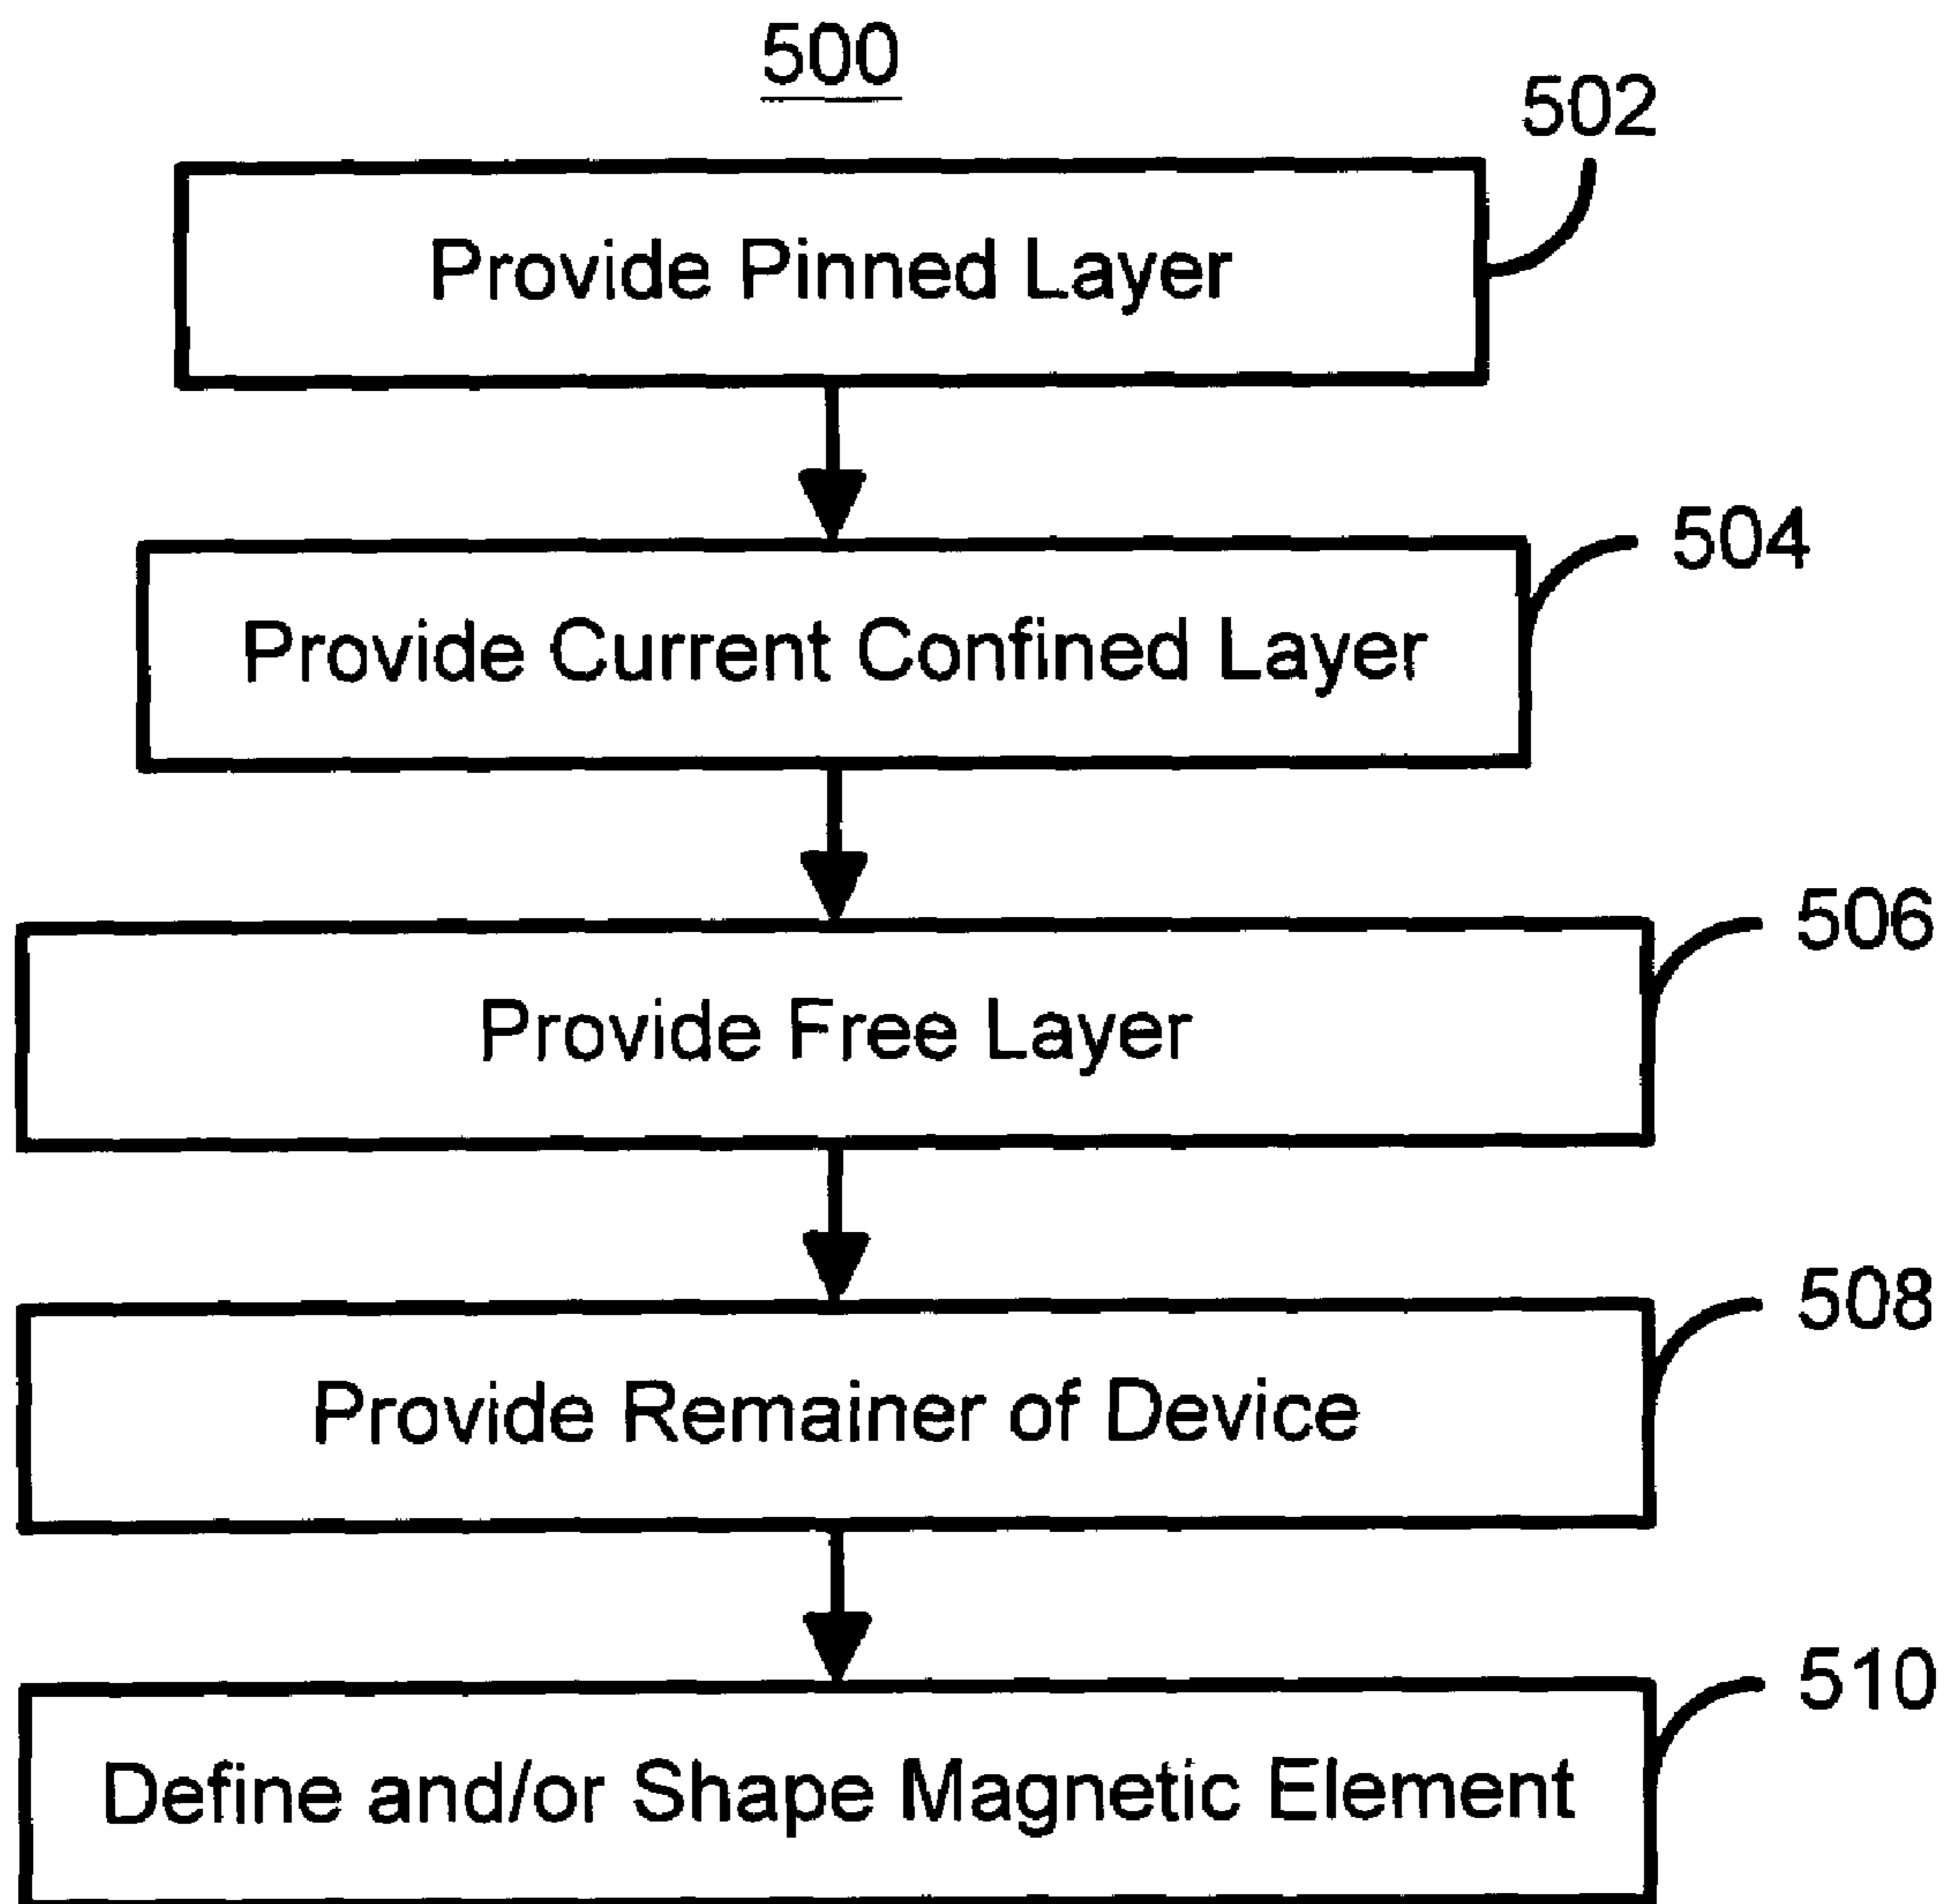 500
502
Provide Pinned Layer
504
Provide Current Confined Layer
506
Provide Free Layer
508
Provide Remainer of Device
510
Define and/or Shape Magnetic Element